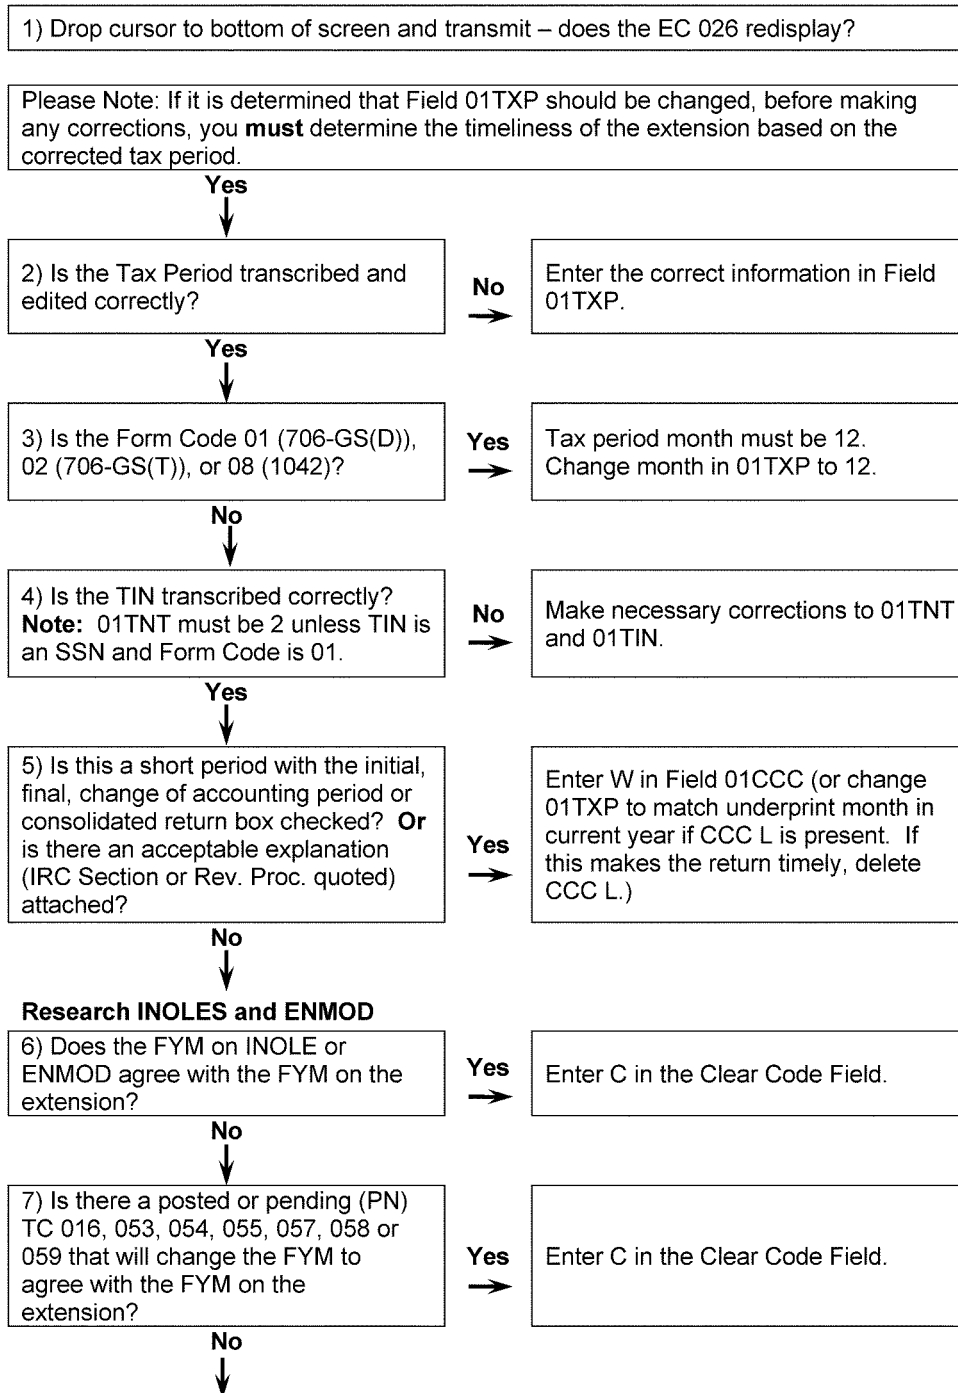 1) Drop cursor to bottom of screen and transmit – does the EC 026 redisplay?
Please Note: If it is determined that Field 01TXP should be changed, before making
any corrections, you must determine the timeliness of the extension based on the
corrected tax period.
Yes
2) Is the Tax Period transcribed and
edited correctly?
No
Enter the correct information in Field
01TXP.
Yes
3) Is the Form Code 01 (706-GS(D)),
02 (706-GS(T)), or 08 (1042)?
Yes
Tax period month must be 12.
Change month in 01TXP to 12.
No
4) Is the TIN transcribed correctly?
Note: 01TNT must be 2 unless TIN is
an SSN and Form Code is 01.
No
Make necessary corrections to 01TNT
and 01TIN.
Yes
5) Is this a short period with the initial,
final, change of accounting period or
consolidated return box checked? Or
is there an acceptable explanation
(IRC Section or Rev. Proc. quoted)
attached?
Yes
Enter W in Field 01CCC (or change
01TXP to match underprint month in
current year if CCC L is present. If
this makes the return timely, delete
CCC L.)
No
Research INOLES and ENMOD
6) Does the FYM on INOLE or
ENMOD agree with the FYM on the
extension?
Yes
Enter C in the Clear Code Field.
No
7) Is there a posted or pending (PN)
TC 016, 053, 054, 055, 057, 058 or
059 that will change the FYM to
agree with the FYM on the
extension?
Yes
Enter C in the Clear Code Field.
No